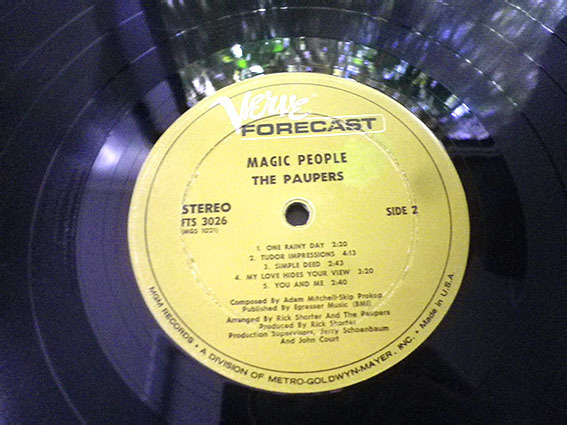 Verve
FORECAST
MAGIC PEOPLE
THE PAUPERS
STEREO
FTS 3026
(MGS 1021)
SIDE 2
1. ONE RAINY DAY 2:20
2. TUDOR IMPRESSIONS 4:13
3. SIMPLE DEED 2:43
4. MY LOVE HIDES YOUR VIEW 3:20
5. YOU AND ME 2:40
Composed By Adam Mitchell-Skip Prokop
Published By Egresser Music (BMI)
Arranged By Rick Shorter And The Paupers
Produced By Rick Shorter
Production Supervisors, Jerry Schoenbaum
And John Court
MGM RECORDS • A DIVISION OF METRO-GOLDWYN-MAYER, INC. • Made in U.S.A.